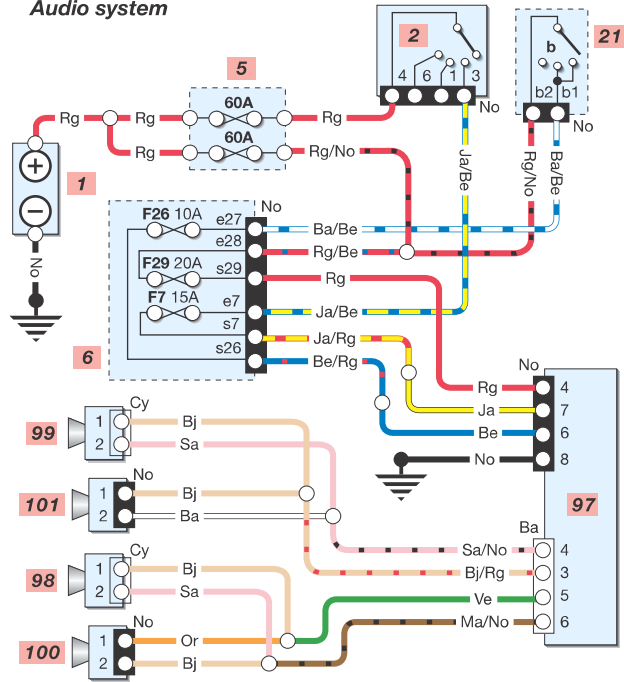 Audio system
2
21
b
4 6 1 3
b2 b1
No
No
5
60A
60A
Rg Rg Rg
Rg Rg/No
Ja/Be
Rg/No
Ba/Be
+
−
1
No
6
No
F26 10A e27 Ba/Be
e28 Rg/Be
F29 20A s29 Rg
F7 15A e7 Ja/Be
s7 Ja/Rg
s26 Be/Rg
No
Rg 4
Ja 7
Be 6
No 8
97
99
Cy
1 Bj
2 Sa
101
No
1 Bj
2 Ba
98
Cy
1 Bj
2 Sa
100
No
1 Or
2 Bj
Ba
Sa/No 4
Bj/Rg 3
Ve 5
Ma/No 6